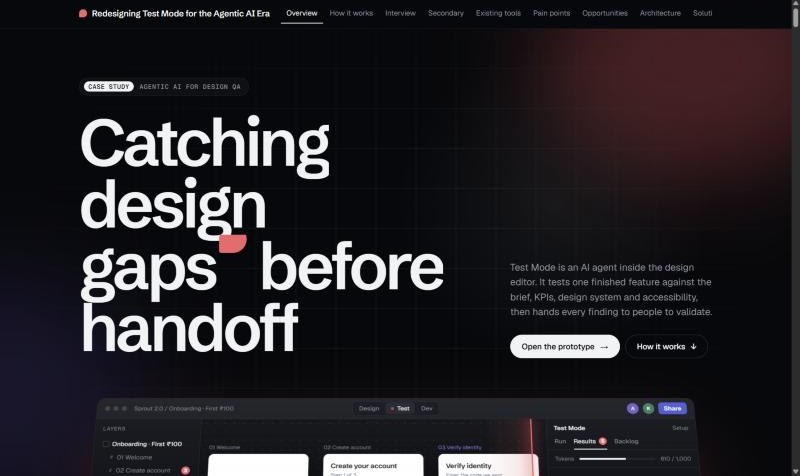 Redesigning Test Mode for the Agentic AI Era Overview How it works Interview Secondary Existing tools Pain points Opportunities Architecture Soluti
CASE STUDY AGENTIC AI FOR DESIGN QA
Catching
design
gaps before
handoff
Test Mode is an AI agent inside the design
editor. It tests one finished feature against the
brief, KPIs, design system and accessibility,
then hands every finding to people to validate.
Open the prototype → How it works ↓
Sprout 2.0 / Onboarding · First ₹100 Design Test Dev A K Share
LAYERS
Onboarding · First ₹100
# 01 Welcome
# 02 Create account 3
01 Welcome 02 Create account 03 Verify identity
Create your account Verify identity
Test Mode Setup
Run Results 6 Backlog
Tokens 610 / 1,000